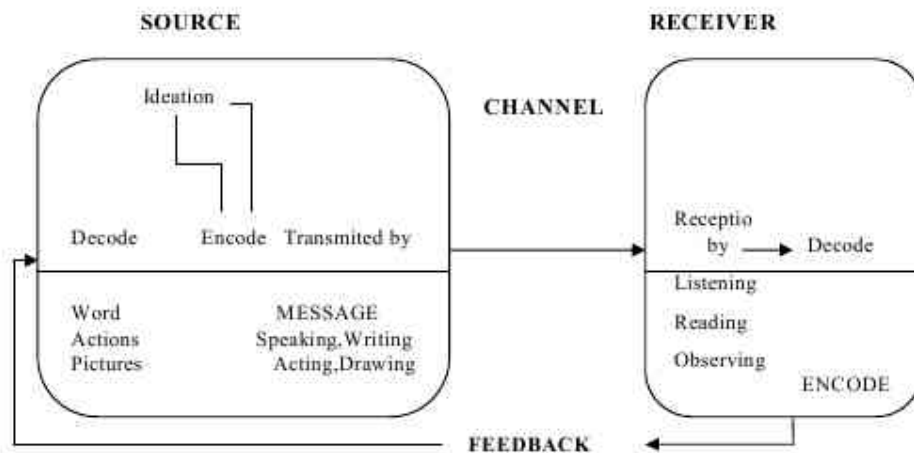 SOURCE
RECEIVER
Ideation
CHANNEL
Decode
Encode
Transmited by
Receptio
by
Decode
Word
Actions
Pictures
MESSAGE
Speaking,Writing
Acting,Drawing
Listening
Reading
Observing
ENCODE
FEEDBACK